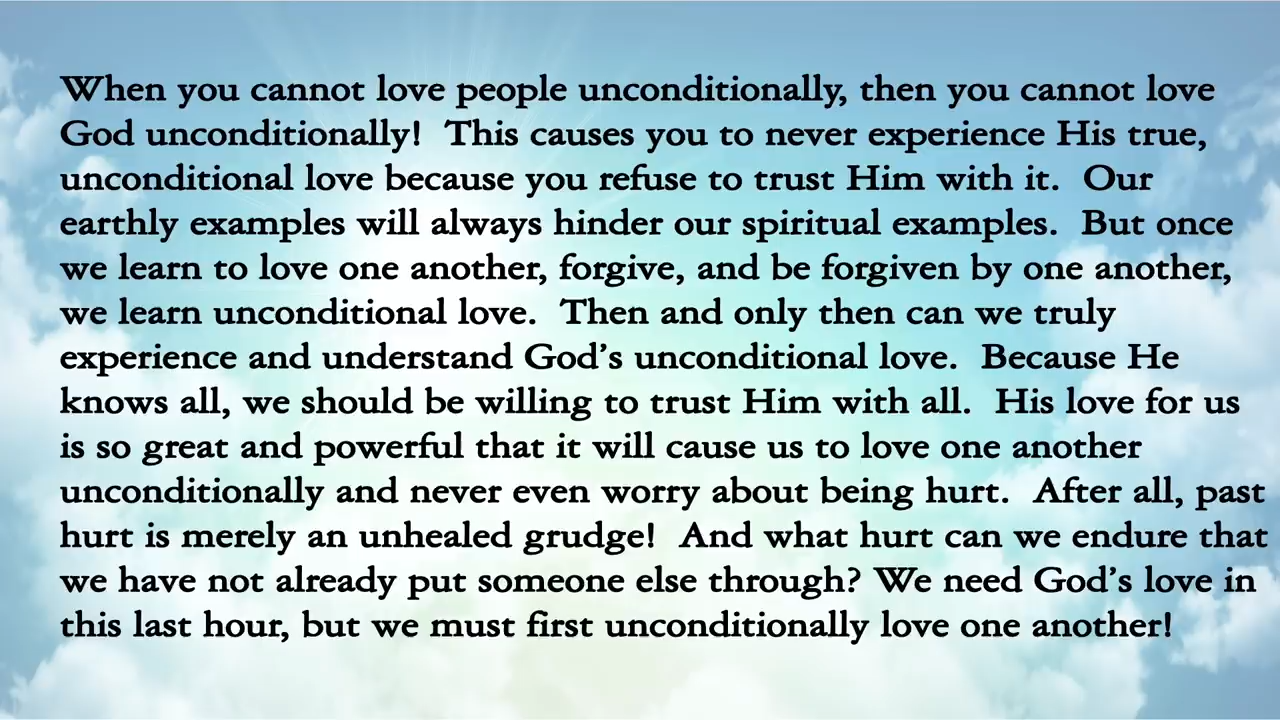 When you cannot love people unconditionally, then you cannot love
God unconditionally!  This causes you to never experience His true,
unconditional love because you refuse to trust Him with it.  Our
earthly examples will always hinder our spiritual examples.  But once
we learn to love one another, forgive, and be forgiven by one another,
we learn unconditional love.  Then and only then can we truly
experience and understand God’s unconditional love.  Because He
knows all, we should be willing to trust Him with all.  His love for us
is so great and powerful that it will cause us to love one another
unconditionally and never even worry about being hurt.  After all, past
hurt is merely an unhealed grudge!  And what hurt can we endure that
we have not already put someone else through? We need God’s love in
this last hour, but we must first unconditionally love one another!